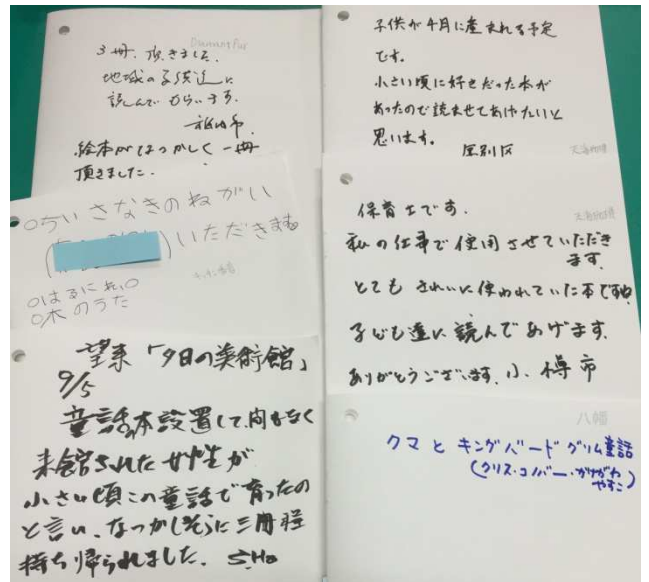 3冊、頂きました。
地域の子供達に
読んでもらいます。
絵本がなつかしく一冊
頂きました。
○ちいさなきのねがい
いただきます
○はるにれ
○木のうた
望来「夕日の美術館」
9/5
童話本設置して間もなく
来館された女性が
小さい頃この童話で育ったの
と言い、なつかしそうに三冊程
持ち帰られました。 S.Ho
子供が4月に産まれる予定
です。
小さい頃に好きだった本が
あったので読ませてあげたいと
思います。 厚別区
保育士です。
私の仕事で使用させていただき
ます。
とてもきれいに使われていた本ですね
子ども達に読んであげます。
ありがとうございます。小樽市
八幡
クマとキングバードグリム童話
(クリス・コノバー・かけがわ
やすこ)